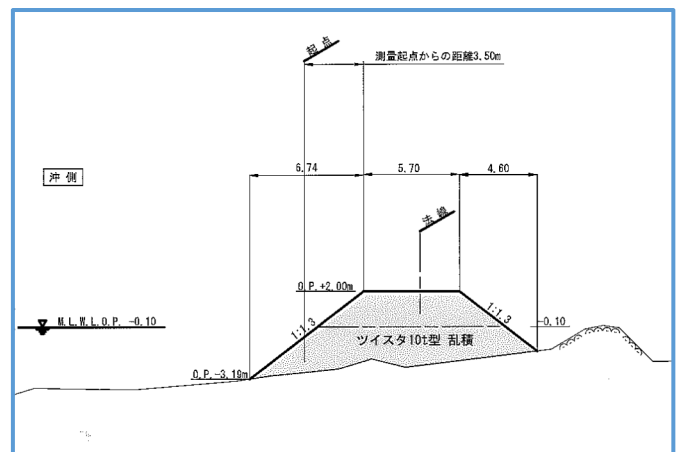 起点
測量起点からの距離3.50m
6.74
5.70
4.60
沖側
法線
O.P.+2.00m
M.L.W.L.O.P. -0.10
1:1.3
1:1.3
-0.10
ツイスタ10t型 乱積
O.P.-3.19m